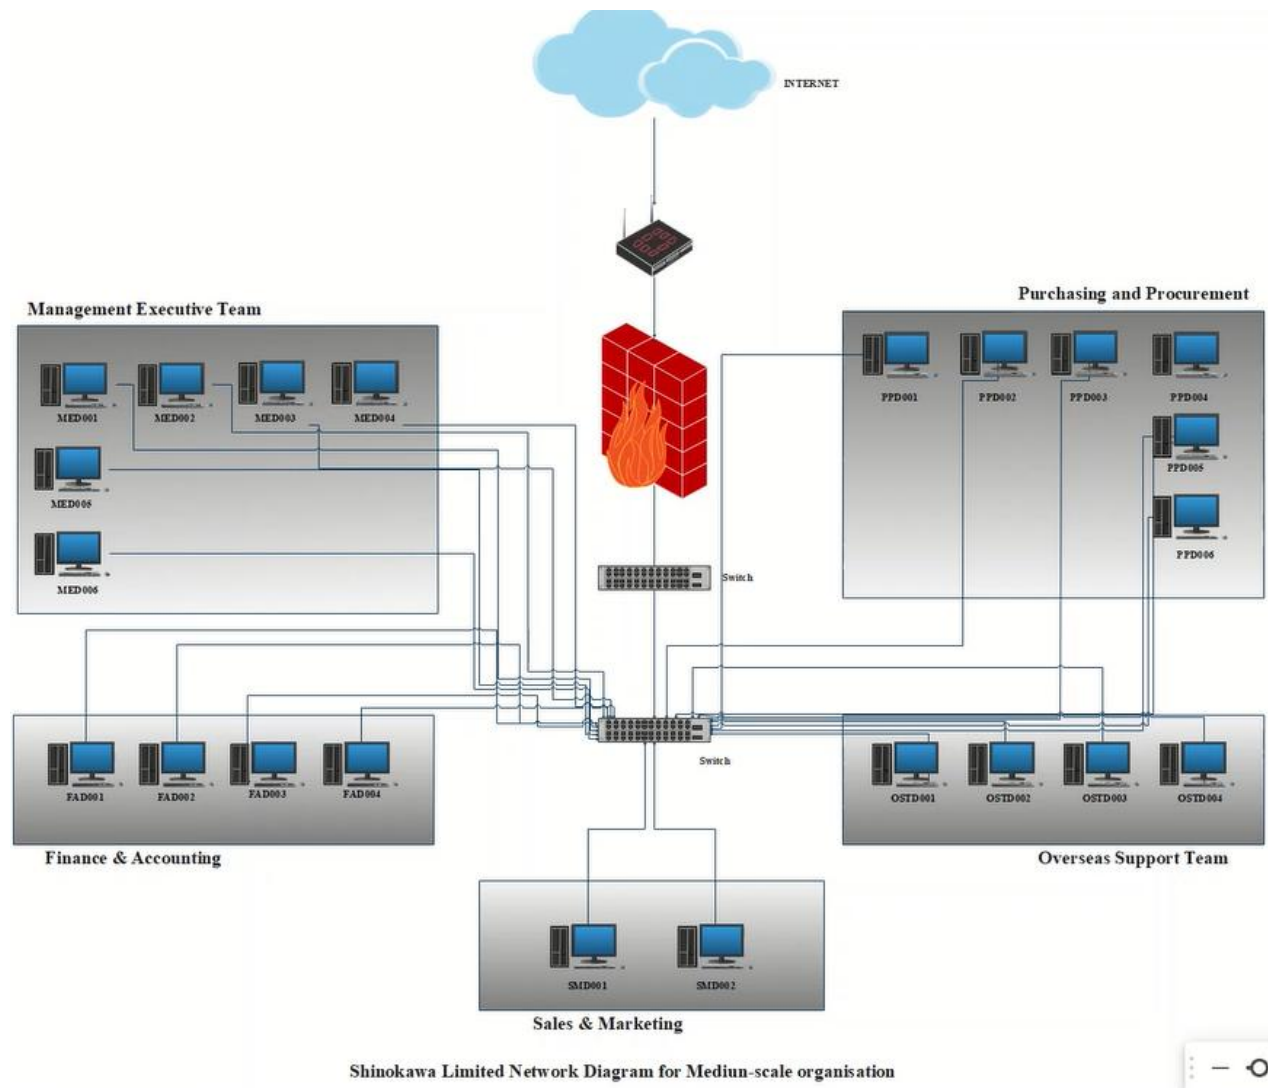 INTERNET
Management Executive Team
Purchasing and Procurement
MED001
MED002
MED003
MED004
PPD001
PPD002
PPD003
PPD004
PPD005
MED005
PPD006
MED006
Switch
Switch
FAD001
FAD002
FAD003
FAD004
OSTD001
OSTD002
OSTD003
OSTD004
Finance & Accounting
Overseas Support Team
SMD001
SMD002
Sales & Marketing
Shinokawa Limited Network Diagram for Mediun-scale organisation